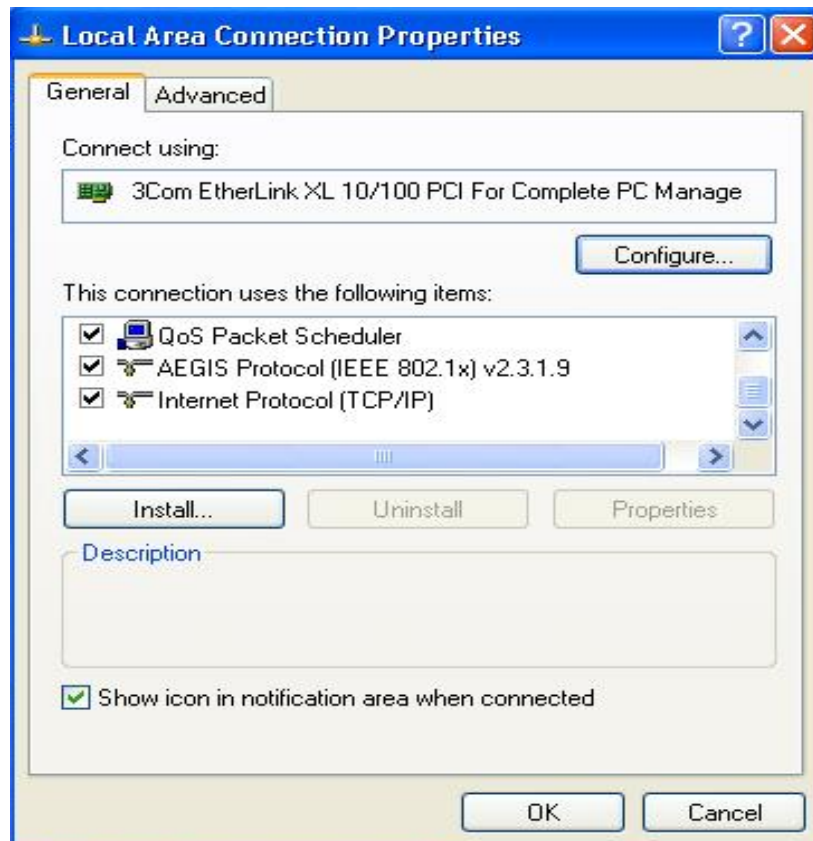 Local Area Connection Properties
General Advanced
Connect using:
3Com EtherLink XL 10/100 PCI For Complete PC Manage
Configure...
This connection uses the following items:
QoS Packet Scheduler
AEGIS Protocol (IEEE 802.1x) v2.3.1.9
Internet Protocol (TCP/IP)
Install... Uninstall Properties
Description
Show icon in notification area when connected
OK Cancel